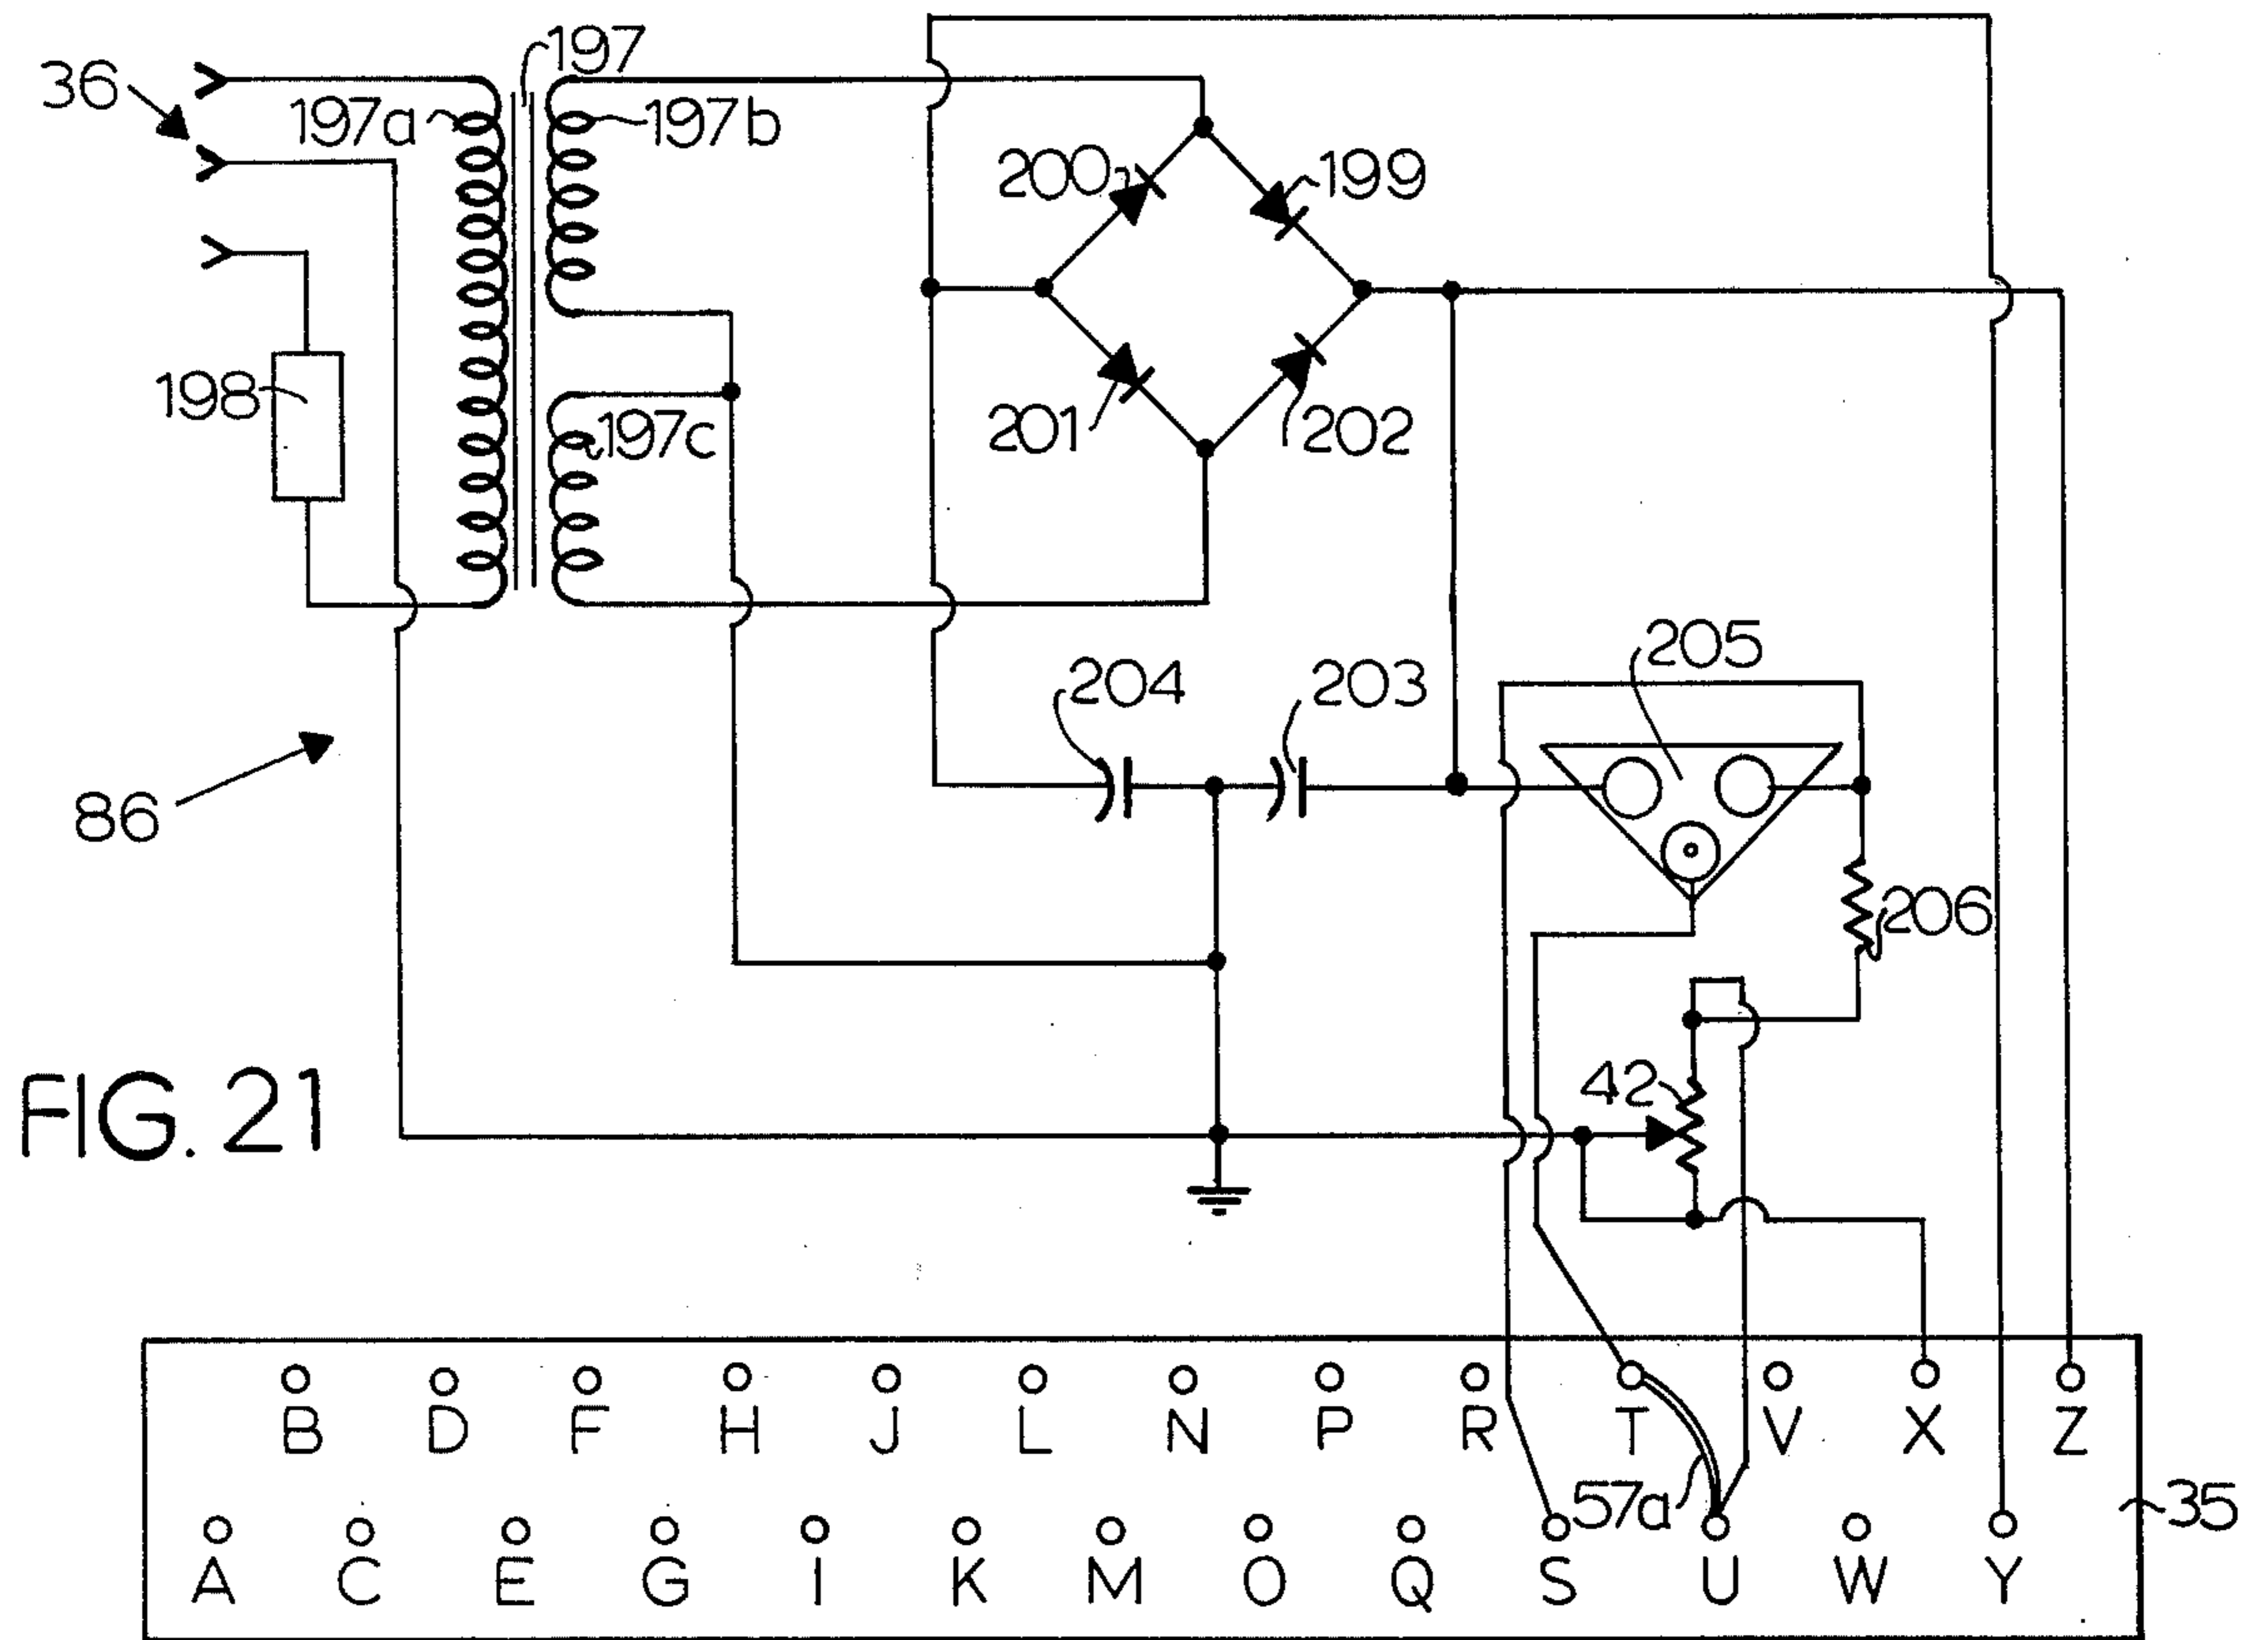 197
36
197a
197b
200
199
198
197c
201
202
205
204
203
86
206
42
FIG. 21
B D F H J L N P R T V X Z
57a
35
A C E G I K M O Q S U W Y